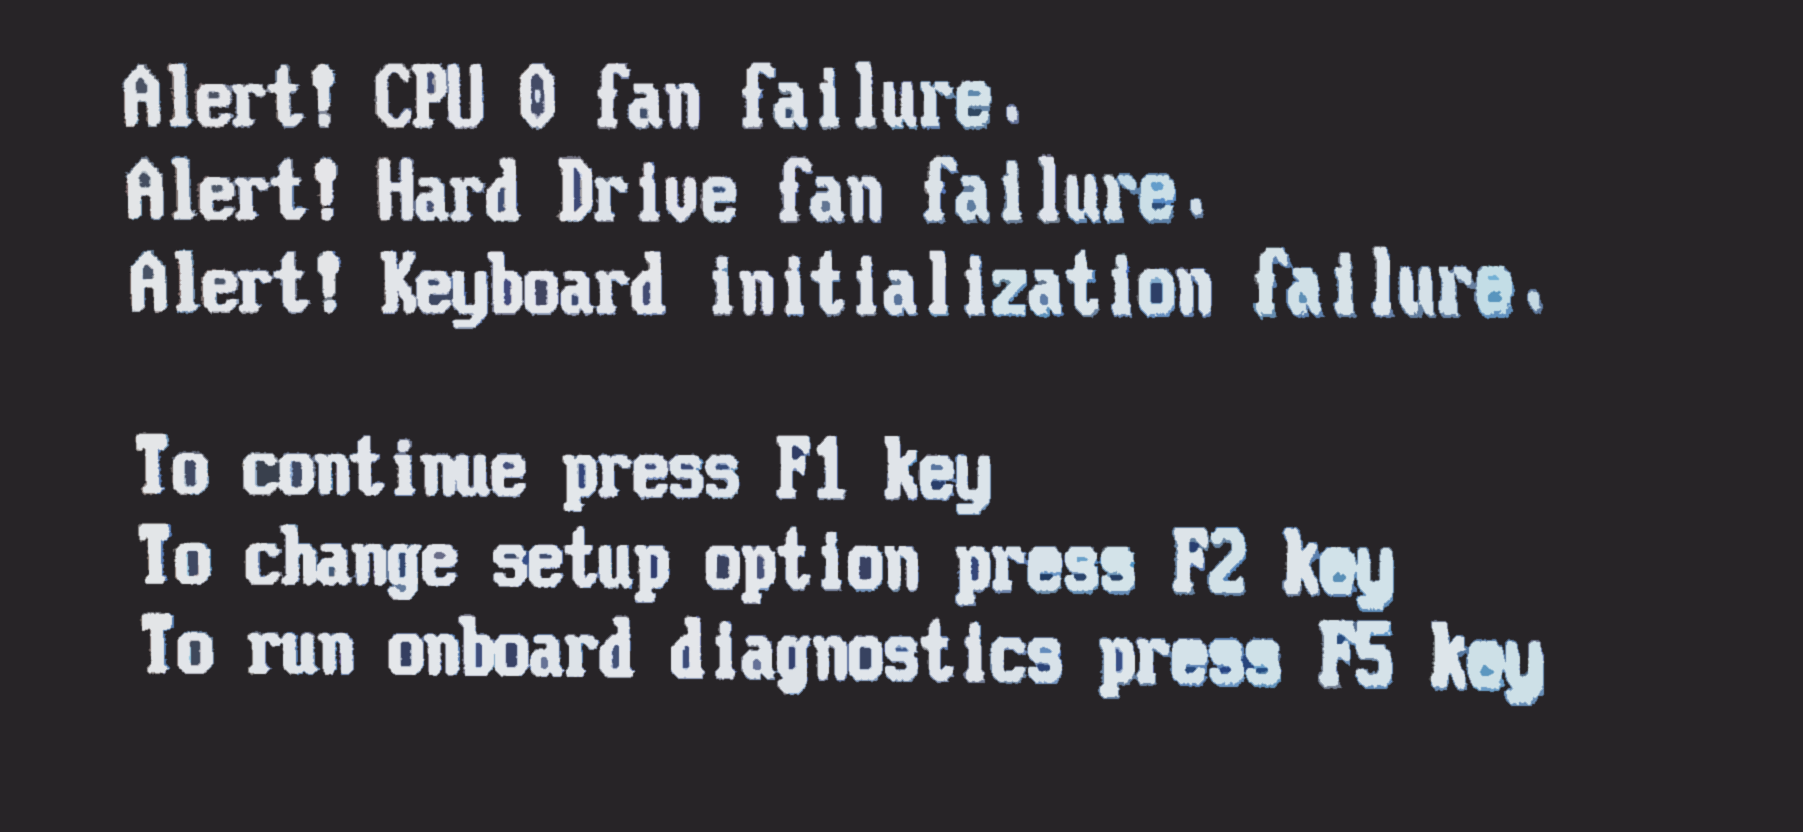 Alert! CPU 0 fan failure.
Alert! Hard Drive fan failure.
Alert! Keyboard initialization failure.
To continue press F1 key
To change setup option press F2 key
To run onboard diagnostics press F5 key